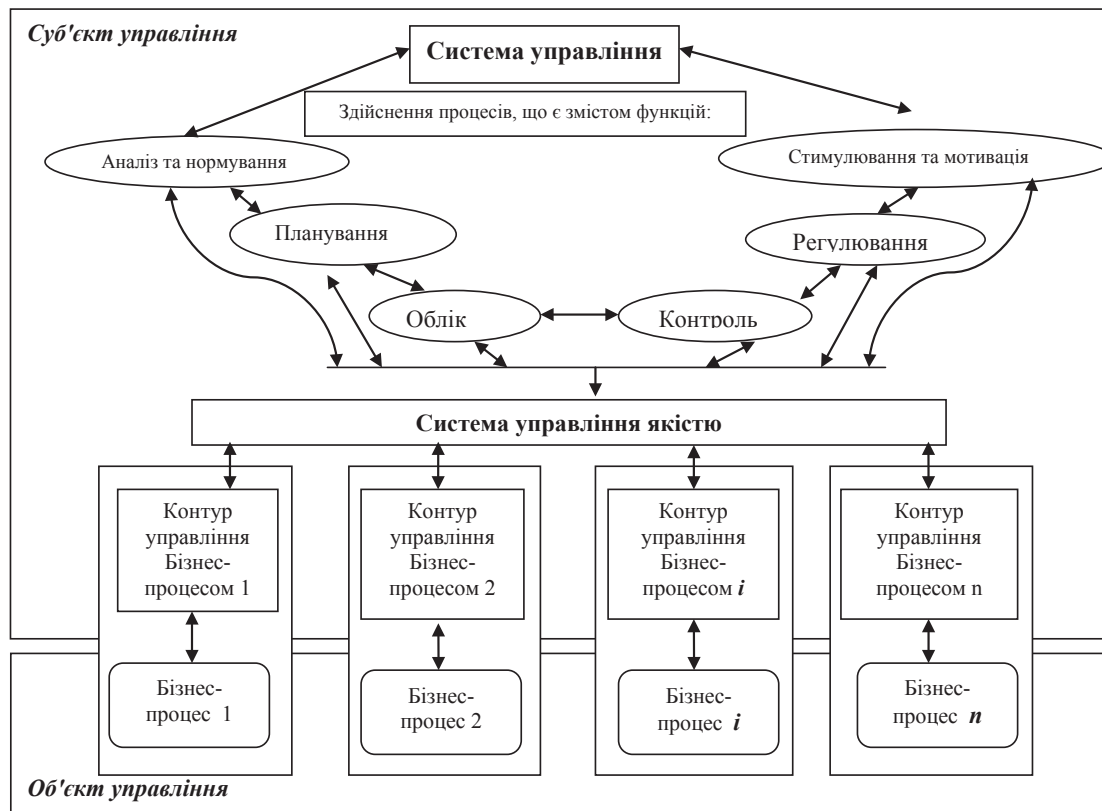 Суб'єкт управління
Система управління
Здійснення процесів, що є змістом функцій:
Аналіз та нормування
Стимулювання та мотивація
Планування
Регулювання
Облік
Контроль
Система управління якістю
Контур
управління
Бізнес-
процесом 1
Контур
управління
Бізнес-
процесом 2
Контур
управління
Бізнес-
процесом i
Контур
управління
Бізнес-
процесом n
Бізнес-
процес 1
Бізнес-
процес 2
Бізнес-
процес i
Бізнес-
процес n
Об'єкт управління